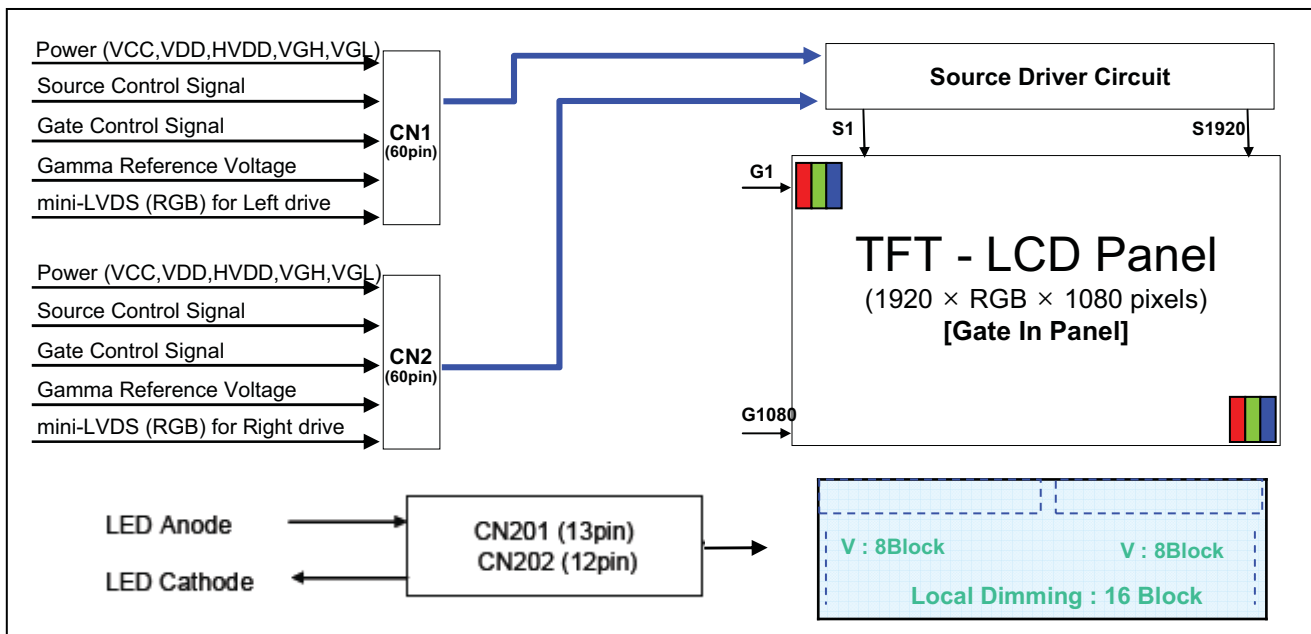 Power (VCC,VDD,HVDD,VGH,VGL)
Source Control Signal
Gate Control Signal
Gamma Reference Voltage
mini-LVDS (RGB) for Left drive
CN1
(60pin)
Power (VCC,VDD,HVDD,VGH,VGL)
Source Control Signal
Gate Control Signal
Gamma Reference Voltage
mini-LVDS (RGB) for Right drive
CN2
(60pin)
Source Driver Circuit
S1
S1920
G1
TFT - LCD Panel
(1920 × RGB × 1080 pixels)
[Gate In Panel]
G1080
LED Anode
LED Cathode
CN201 (13pin)
CN202 (12pin)
V : 8Block
V : 8Block
Local Dimming : 16 Block